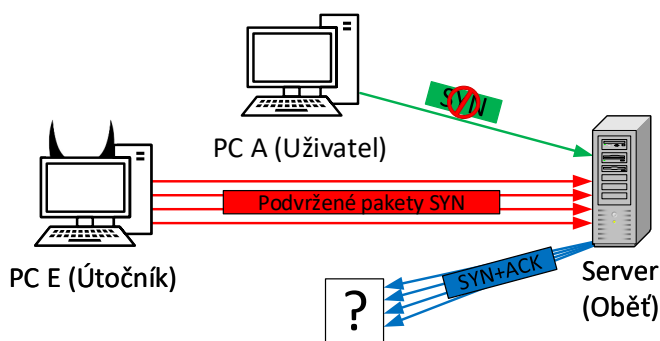 SYN
PC A (Uživatel)
Podvržené pakety SYN
PC E (Útočník)
SYN+ACK
Server
(Oběť)
?